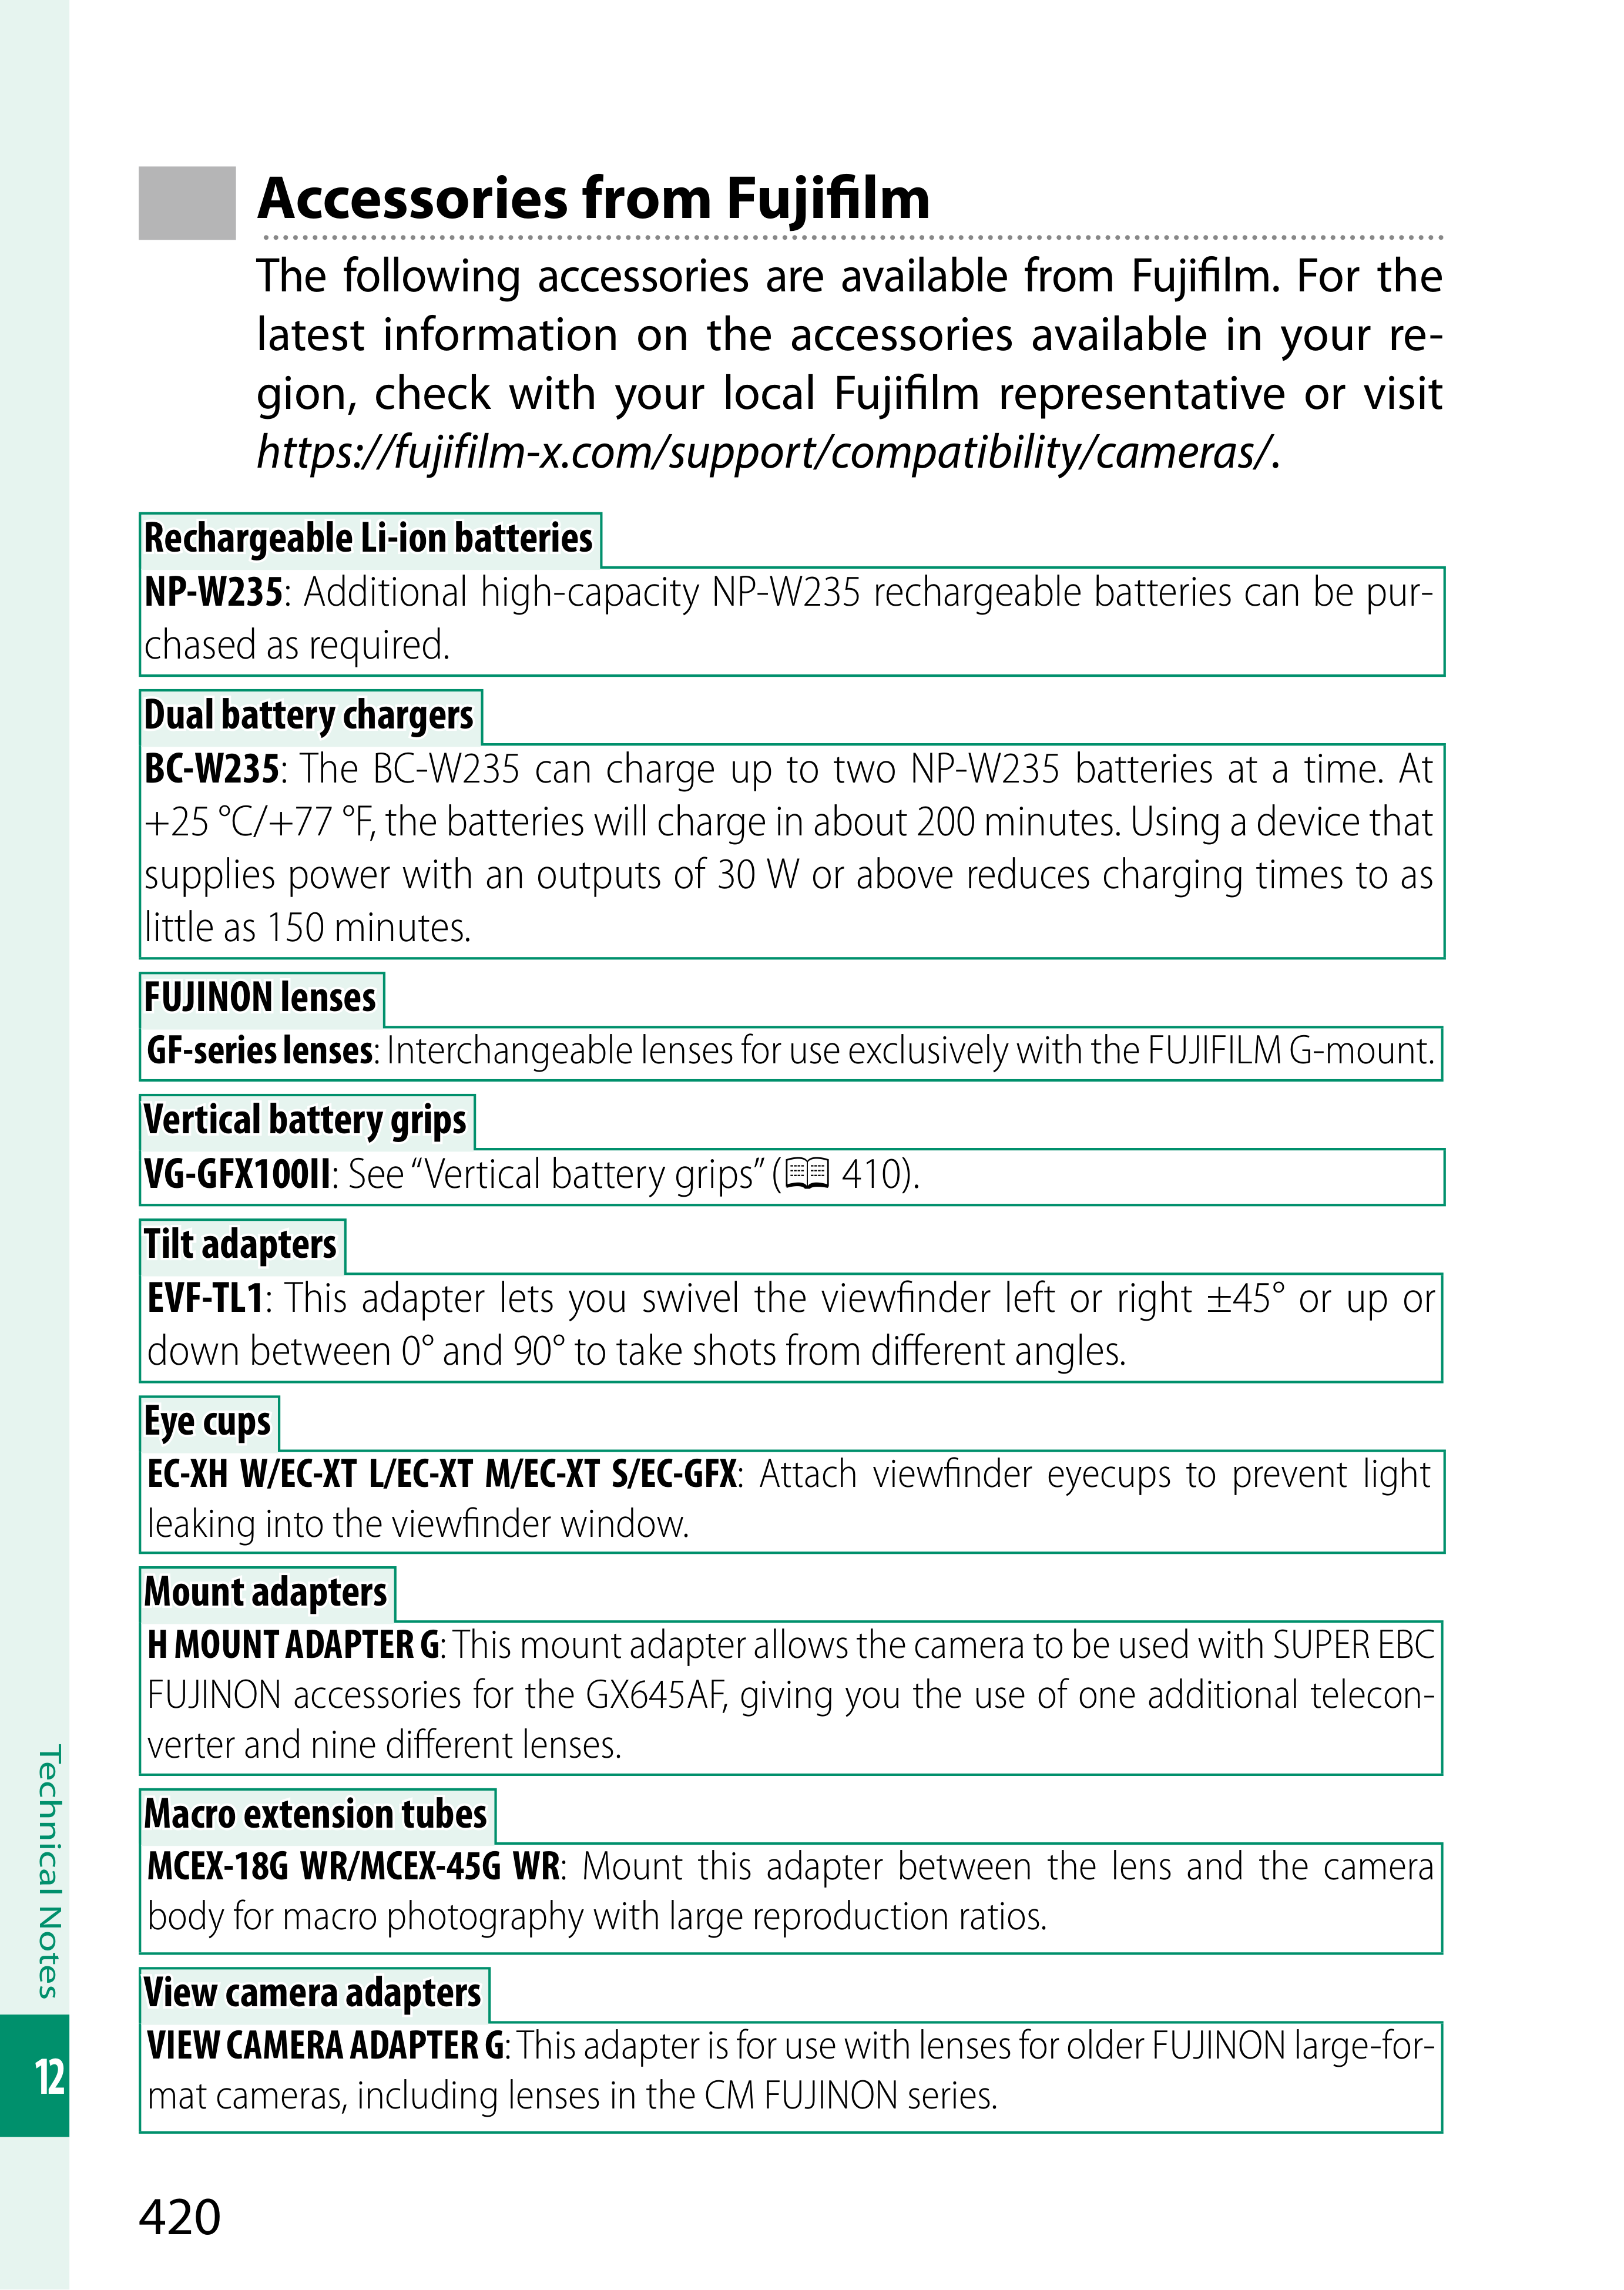 Accessories from Fujifilm
The following accessories are available from Fujifilm. For the
latest information on the accessories available in your re-
gion, check with your local Fujifilm representative or visit
https://fujifilm-x.com/support/compatibility/cameras/.
Rechargeable Li-ion batteries
NP-W235: Additional high-capacity NP-W235 rechargeable batteries can be pur-
chased as required.
Dual battery chargers
BC-W235: The BC-W235 can charge up to two NP-W235 batteries at a time. At
+25 °C/+77 °F, the batteries will charge in about 200 minutes. Using a device that
supplies power with an outputs of 30 W or above reduces charging times to as
little as 150 minutes.
FUJINON lenses
GF-series lenses: Interchangeable lenses for use exclusively with the FUJIFILM G-mount.
Vertical battery grips
VG-GFX100II: See “Vertical battery grips” (📖 410).
Tilt adapters
EVF-TL1: This adapter lets you swivel the viewfinder left or right ±45° or up or
down between 0° and 90° to take shots from different angles.
Eye cups
EC-XH W/EC-XT L/EC-XT M/EC-XT S/EC-GFX: Attach viewfinder eyecups to prevent light
leaking into the viewfinder window.
Mount adapters
H MOUNT ADAPTER G: This mount adapter allows the camera to be used with SUPER EBC
FUJINON accessories for the GX645AF, giving you the use of one additional telecon-
verter and nine different lenses.
Macro extension tubes
MCEX-18G WR/MCEX-45G WR: Mount this adapter between the lens and the camera
body for macro photography with large reproduction ratios.
View camera adapters
VIEW CAMERA ADAPTER G: This adapter is for use with lenses for older FUJINON large-for-
mat cameras, including lenses in the CM FUJINON series.
Technical Notes
12
420